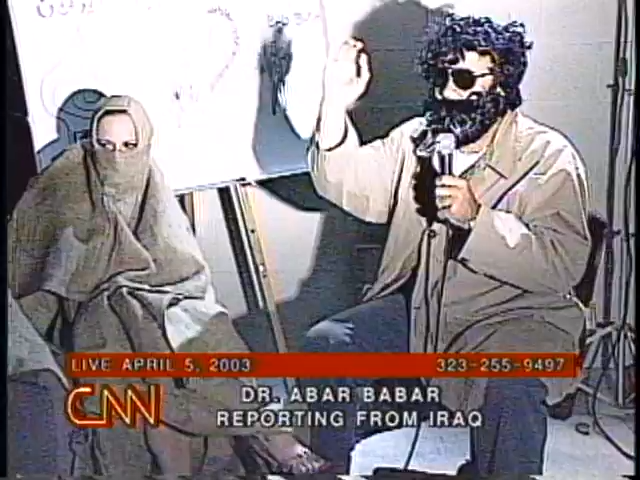 LIVE APRIL 5, 2003
323-255-9497
CNN
DR. ABAR BABAR
REPORTING FROM IRAQ